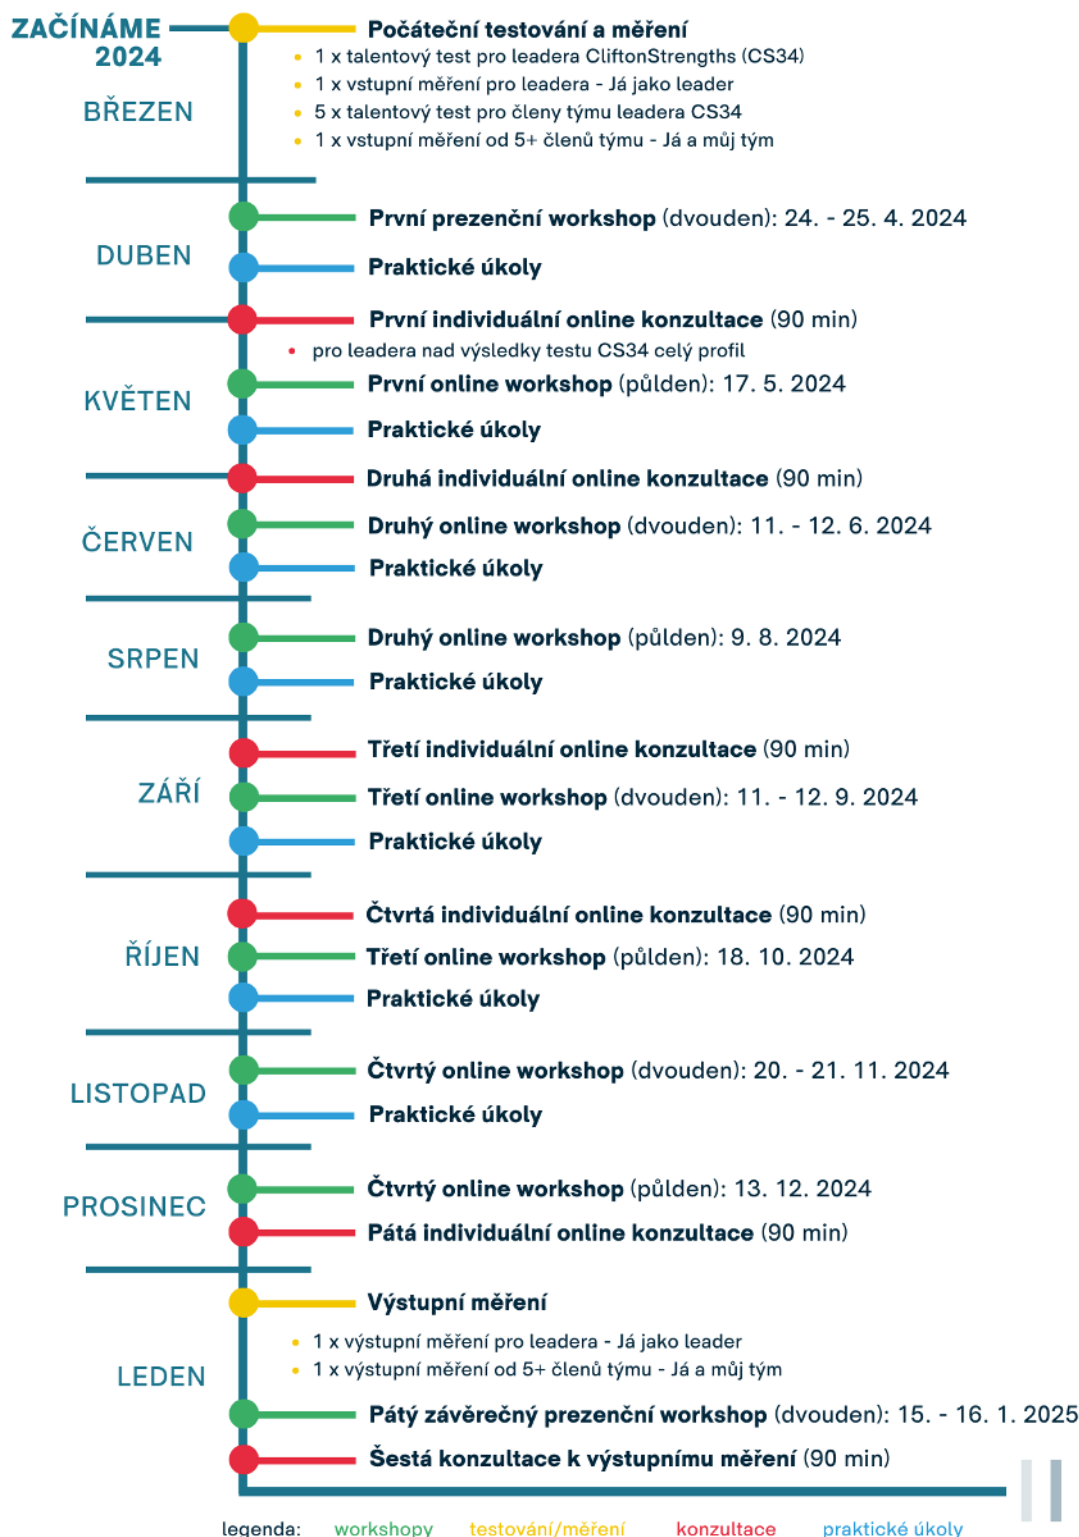 ZAČÍNÁME
2024
BŘEZEN
Počáteční testování a měření
• 1 x talentový test pro leadera CliftonStrengths (CS34)
• 1 x vstupní měření pro leadera - Já jako leader
• 5 x talentový test pro členy týmu leadera CS34
• 1 x vstupní měření od 5+ členů týmu - Já a můj tým
DUBEN
První prezenční workshop (dvouden): 24. - 25. 4. 2024
Praktické úkoly
První individuální online konzultace (90 min)
• pro leadera nad výsledky testu CS34 celý profil
KVĚTEN
První online workshop (půlden): 17. 5. 2024
Praktické úkoly
Druhá individuální online konzultace (90 min)
ČERVEN
Druhý online workshop (dvouden): 11. - 12. 6. 2024
Praktické úkoly
SRPEN
Druhý online workshop (půlden): 9. 8. 2024
Praktické úkoly
ZÁŘÍ
Třetí individuální online konzultace (90 min)
Třetí online workshop (dvouden): 11. - 12. 9. 2024
Praktické úkoly
ŘÍJEN
Čtvrtá individuální online konzultace (90 min)
Třetí online workshop (půlden): 18. 10. 2024
Praktické úkoly
LISTOPAD
Čtvrtý online workshop (dvouden): 20. - 21. 11. 2024
Praktické úkoly
PROSINEC
Čtvrtý online workshop (půlden): 13. 12. 2024
Pátá individuální online konzultace (90 min)
LEDEN
Výstupní měření
• 1 x výstupní měření pro leadera - Já jako leader
• 1 x výstupní měření od 5+ členů týmu - Já a můj tým
Pátý závěrečný prezenční workshop (dvouden): 15. - 16. 1. 2025
Šestá konzultace k výstupnímu měření (90 min)
legenda: workshopy testování/měření konzultace praktické úkoly